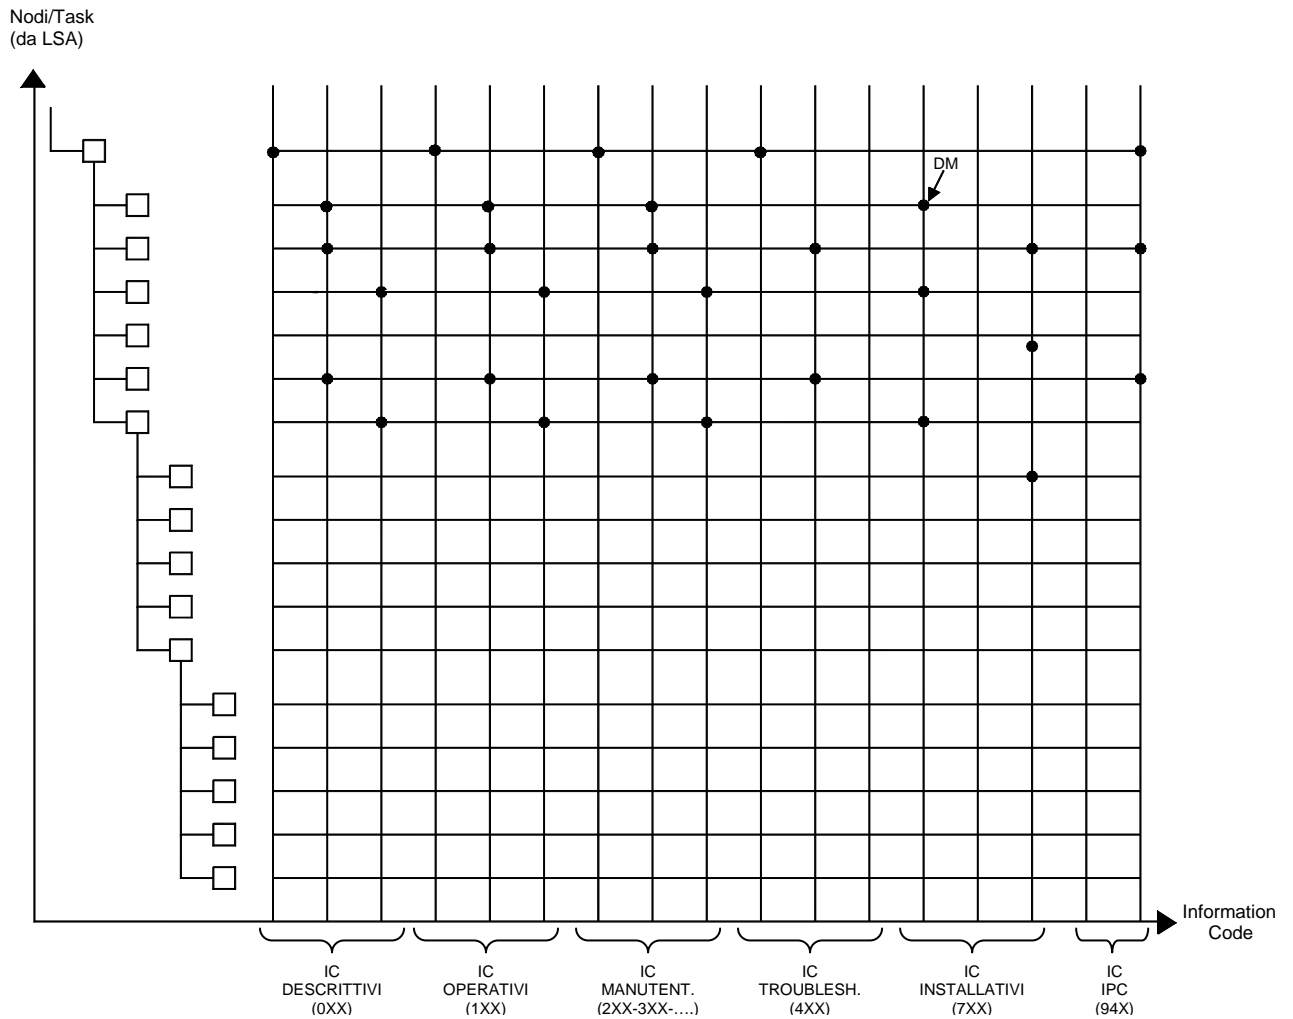 Nodi/Task
(da LSA)
DM
Information
Code
IC
DESCRITTIVI
(0XX)
IC
OPERATIVI
(1XX)
IC
MANUTENT.
(2XX-3XX-....)
IC
TROUBLESH.
(4XX)
IC
INSTALLATIVI
(7XX)
IC
IPC
(94X)